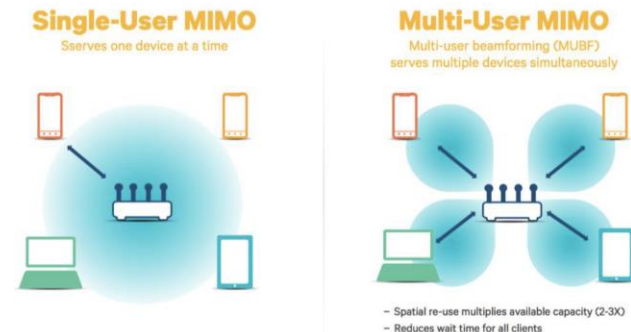 Single-User MIMO
Sserves one device at a time
Multi-User MIMO
Multi-user beamforming (MUBF)
serves multiple devices simultaneously
– Spatial re-use multiplies available capacity (2-3X)
– Reduces wait time for all clients